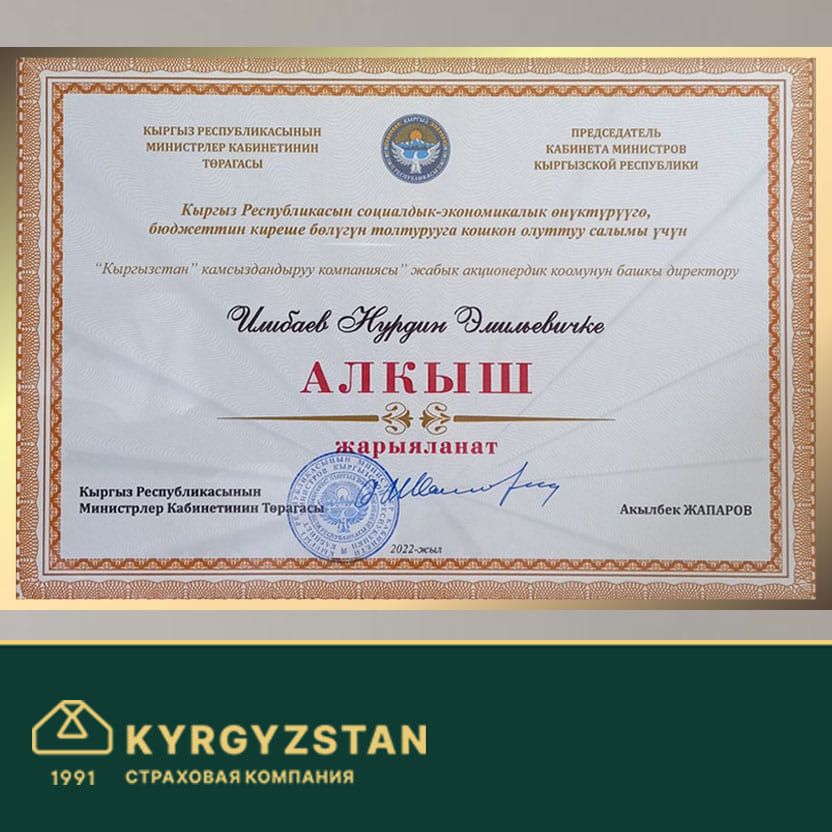 КЫРГЫЗ РЕСПУБЛИКАСЫНЫН
МИНИСТРЛЕР КАБИНЕТИНИН
ТӨРАГАСЫ
ПРЕДСЕДАТЕЛЬ
КАБИНЕТА МИНИСТРОВ
КЫРГЫЗСКОЙ РЕСПУБЛИКИ
Кыргыз Республикасын социалдык-экономикалык өнүктүрүүгө,
бюджеттин киреше бөлүгүн толтурууга кошкон олуттуу салымы үчүн
"Кыргызстан" камсыздандыруу компаниясы" жабык акционердик коомунун башкы директору
Илибаев Нурдин Эмильевичке
АЛКЫШ
жарыяланат
Кыргыз Республикасынын
Министрлер Кабинетинин Төрагасы
Акылбек ЖАПАРОВ
2022-жыл
KYRGYZSTAN
1991 СТРАХОВАЯ КОМПАНИЯ